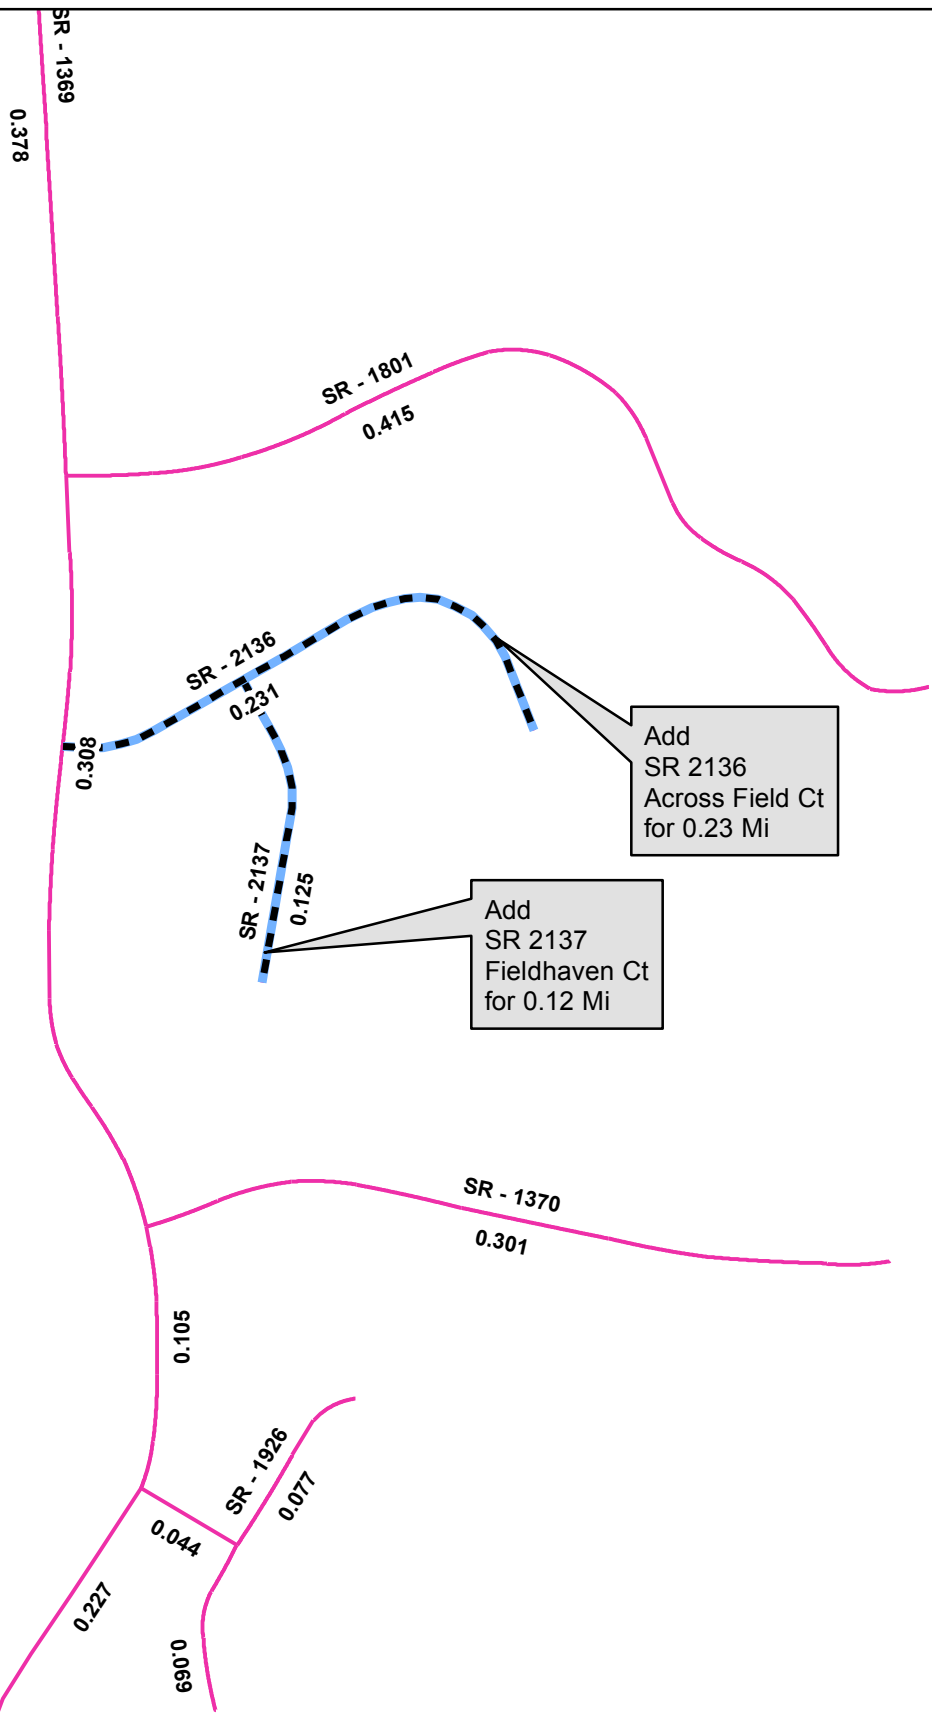 SR - 1369
0.378
SR - 1801
0.415
SR - 2136
0.231
0.308
Add
SR 2136
Across Field Ct
for 0.23 Mi
SR - 2137
0.125
Add
SR 2137
Fieldhaven Ct
for 0.12 Mi
SR - 1370
0.301
0.105
SR - 1926
0.077
0.044
0.227
0.069